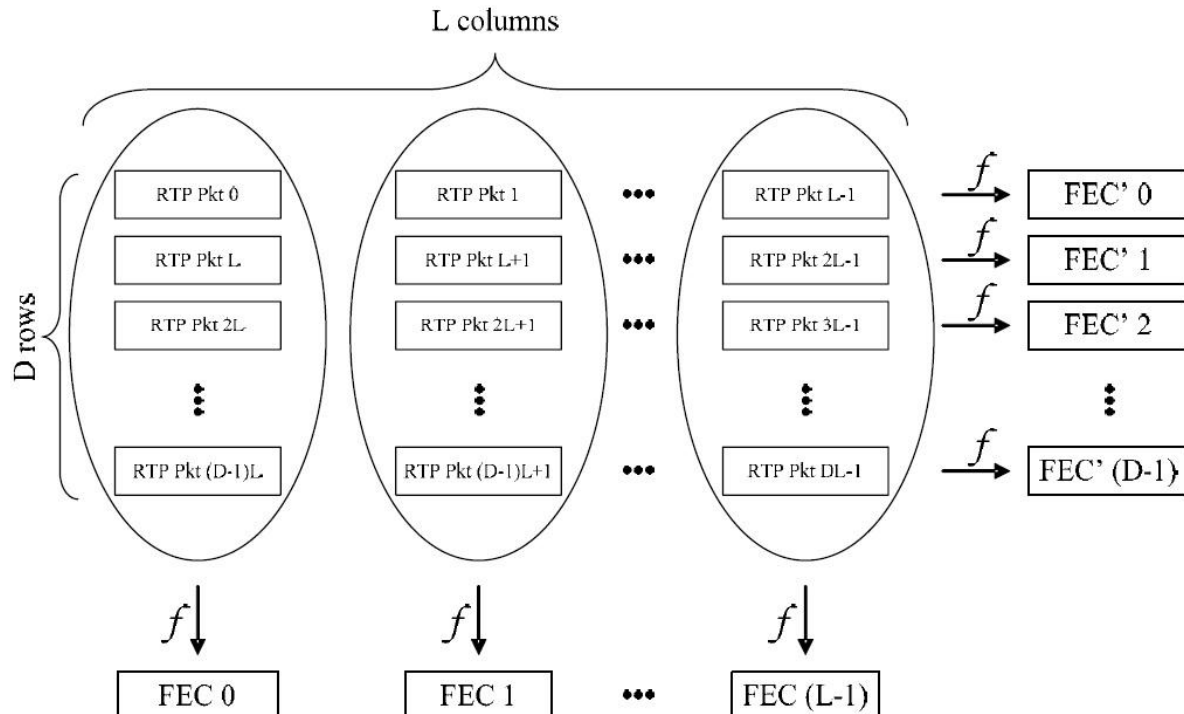 L columns
D rows
RTP Pkt 0
RTP Pkt 1
•••
RTP Pkt L-1
f
FEC' 0
RTP Pkt L
RTP Pkt L+1
•••
RTP Pkt 2L-1
f
FEC' 1
RTP Pkt 2L
RTP Pkt 2L+1
•••
RTP Pkt 3L-1
f
FEC' 2
RTP Pkt (D-1)L
RTP Pkt (D-1)L+1
•••
RTP Pkt DL-1
f
FEC' (D-1)
f
f
f
FEC 0
FEC 1
•••
FEC (L-1)